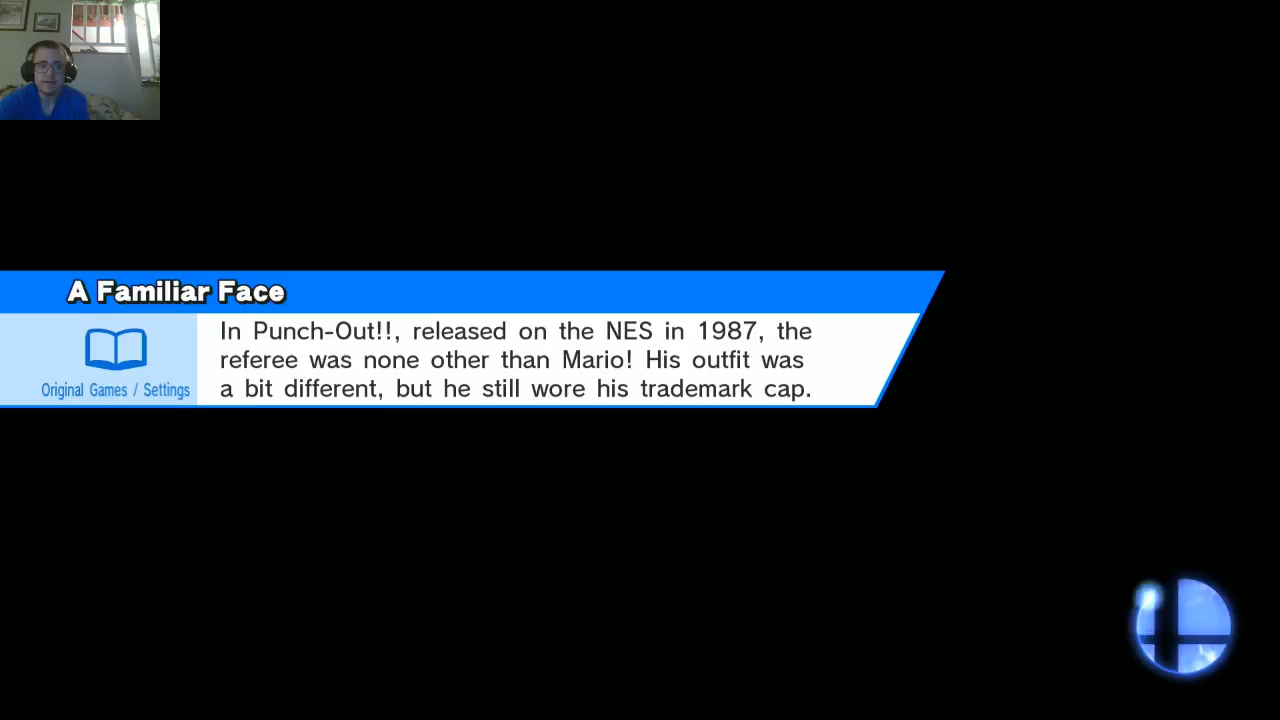 A Familiar Face
In Punch-Out!!, released on the NES in 1987, the
referee was none other than Mario! His outfit was
a bit different, but he still wore his trademark cap.
Original Games / Settings